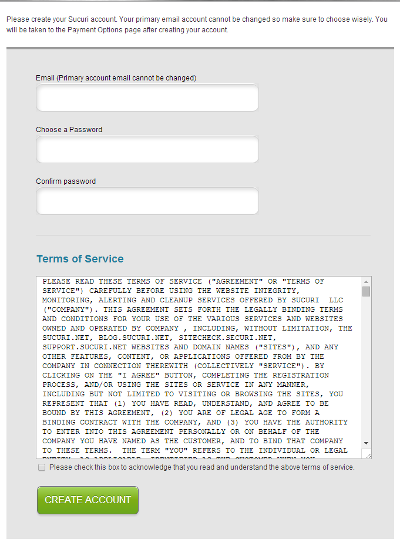 Please create your Sucuri account. Your primary email account cannot be changed so make sure to choose wisely. You
will be taken to the Payment Options page after creating your account.
Email (Primary account email cannot be changed)
Choose a Password
Confirm password
Terms of Service
PLEASE READ THESE TERMS OF SERVICE ("AGREEMENT" OR "TERMS OF
SERVICE") CAREFULLY BEFORE USING THE WEBSITE INTEGRITY,
MONITORING, ALERTING AND CLEANUP SERVICES OFFERED BY SUCURI LLC
("COMPANY"). THIS AGREEMENT SETS FORTH THE LEGALLY BINDING TERMS
AND CONDITIONS FOR YOUR USE OF THE VARIOUS SERVICES AND WEBSITES
OWNED AND OPERATED BY COMPANY , INCLUDING, WITHOUT LIMITATION, THE
SUCURI.NET, BLOG.SUCURI.NET, SITECHECK.SECURI.NET,
SUPPORT.SUCURI.NET WEBSITES AND DOMAIN NAMES ("SITES"), AND ANY
OTHER FEATURES, CONTENT, OR APPLICATIONS OFFERED FROM BY THE
COMPANY IN CONNECTION THEREWITH (COLLECTIVELY "SERVICE"). BY
CLICKING ON THE "I AGREE" BUTTON, COMPLETING THE REGISTRATION
PROCESS, AND/OR USING THE SITES OR SERVICE IN ANY MANNER,
INCLUDING BUT NOT LIMITED TO VISITING OR BROWSING THE SITES, YOU
REPRESENT THAT (1) YOU HAVE READ, UNDERSTAND, AND AGREE TO BE
BOUND BY THIS AGREEMENT, (2) YOU ARE OF LEGAL AGE TO FORM A
BINDING CONTRACT WITH THE COMPANY, AND (3) YOU HAVE THE AUTHORITY
TO ENTER INTO THIS AGREEMENT PERSONALLY OR ON BEHALF OF THE
COMPANY YOU HAVE NAMED AS THE CUSTOMER, AND TO BIND THAT COMPANY
TO THESE TERMS. THE TERM "YOU" REFERS TO THE INDIVIDUAL OR LEGAL
Please check this box to acknowledge that you read and understand the above terms of service.
CREATE ACCOUNT